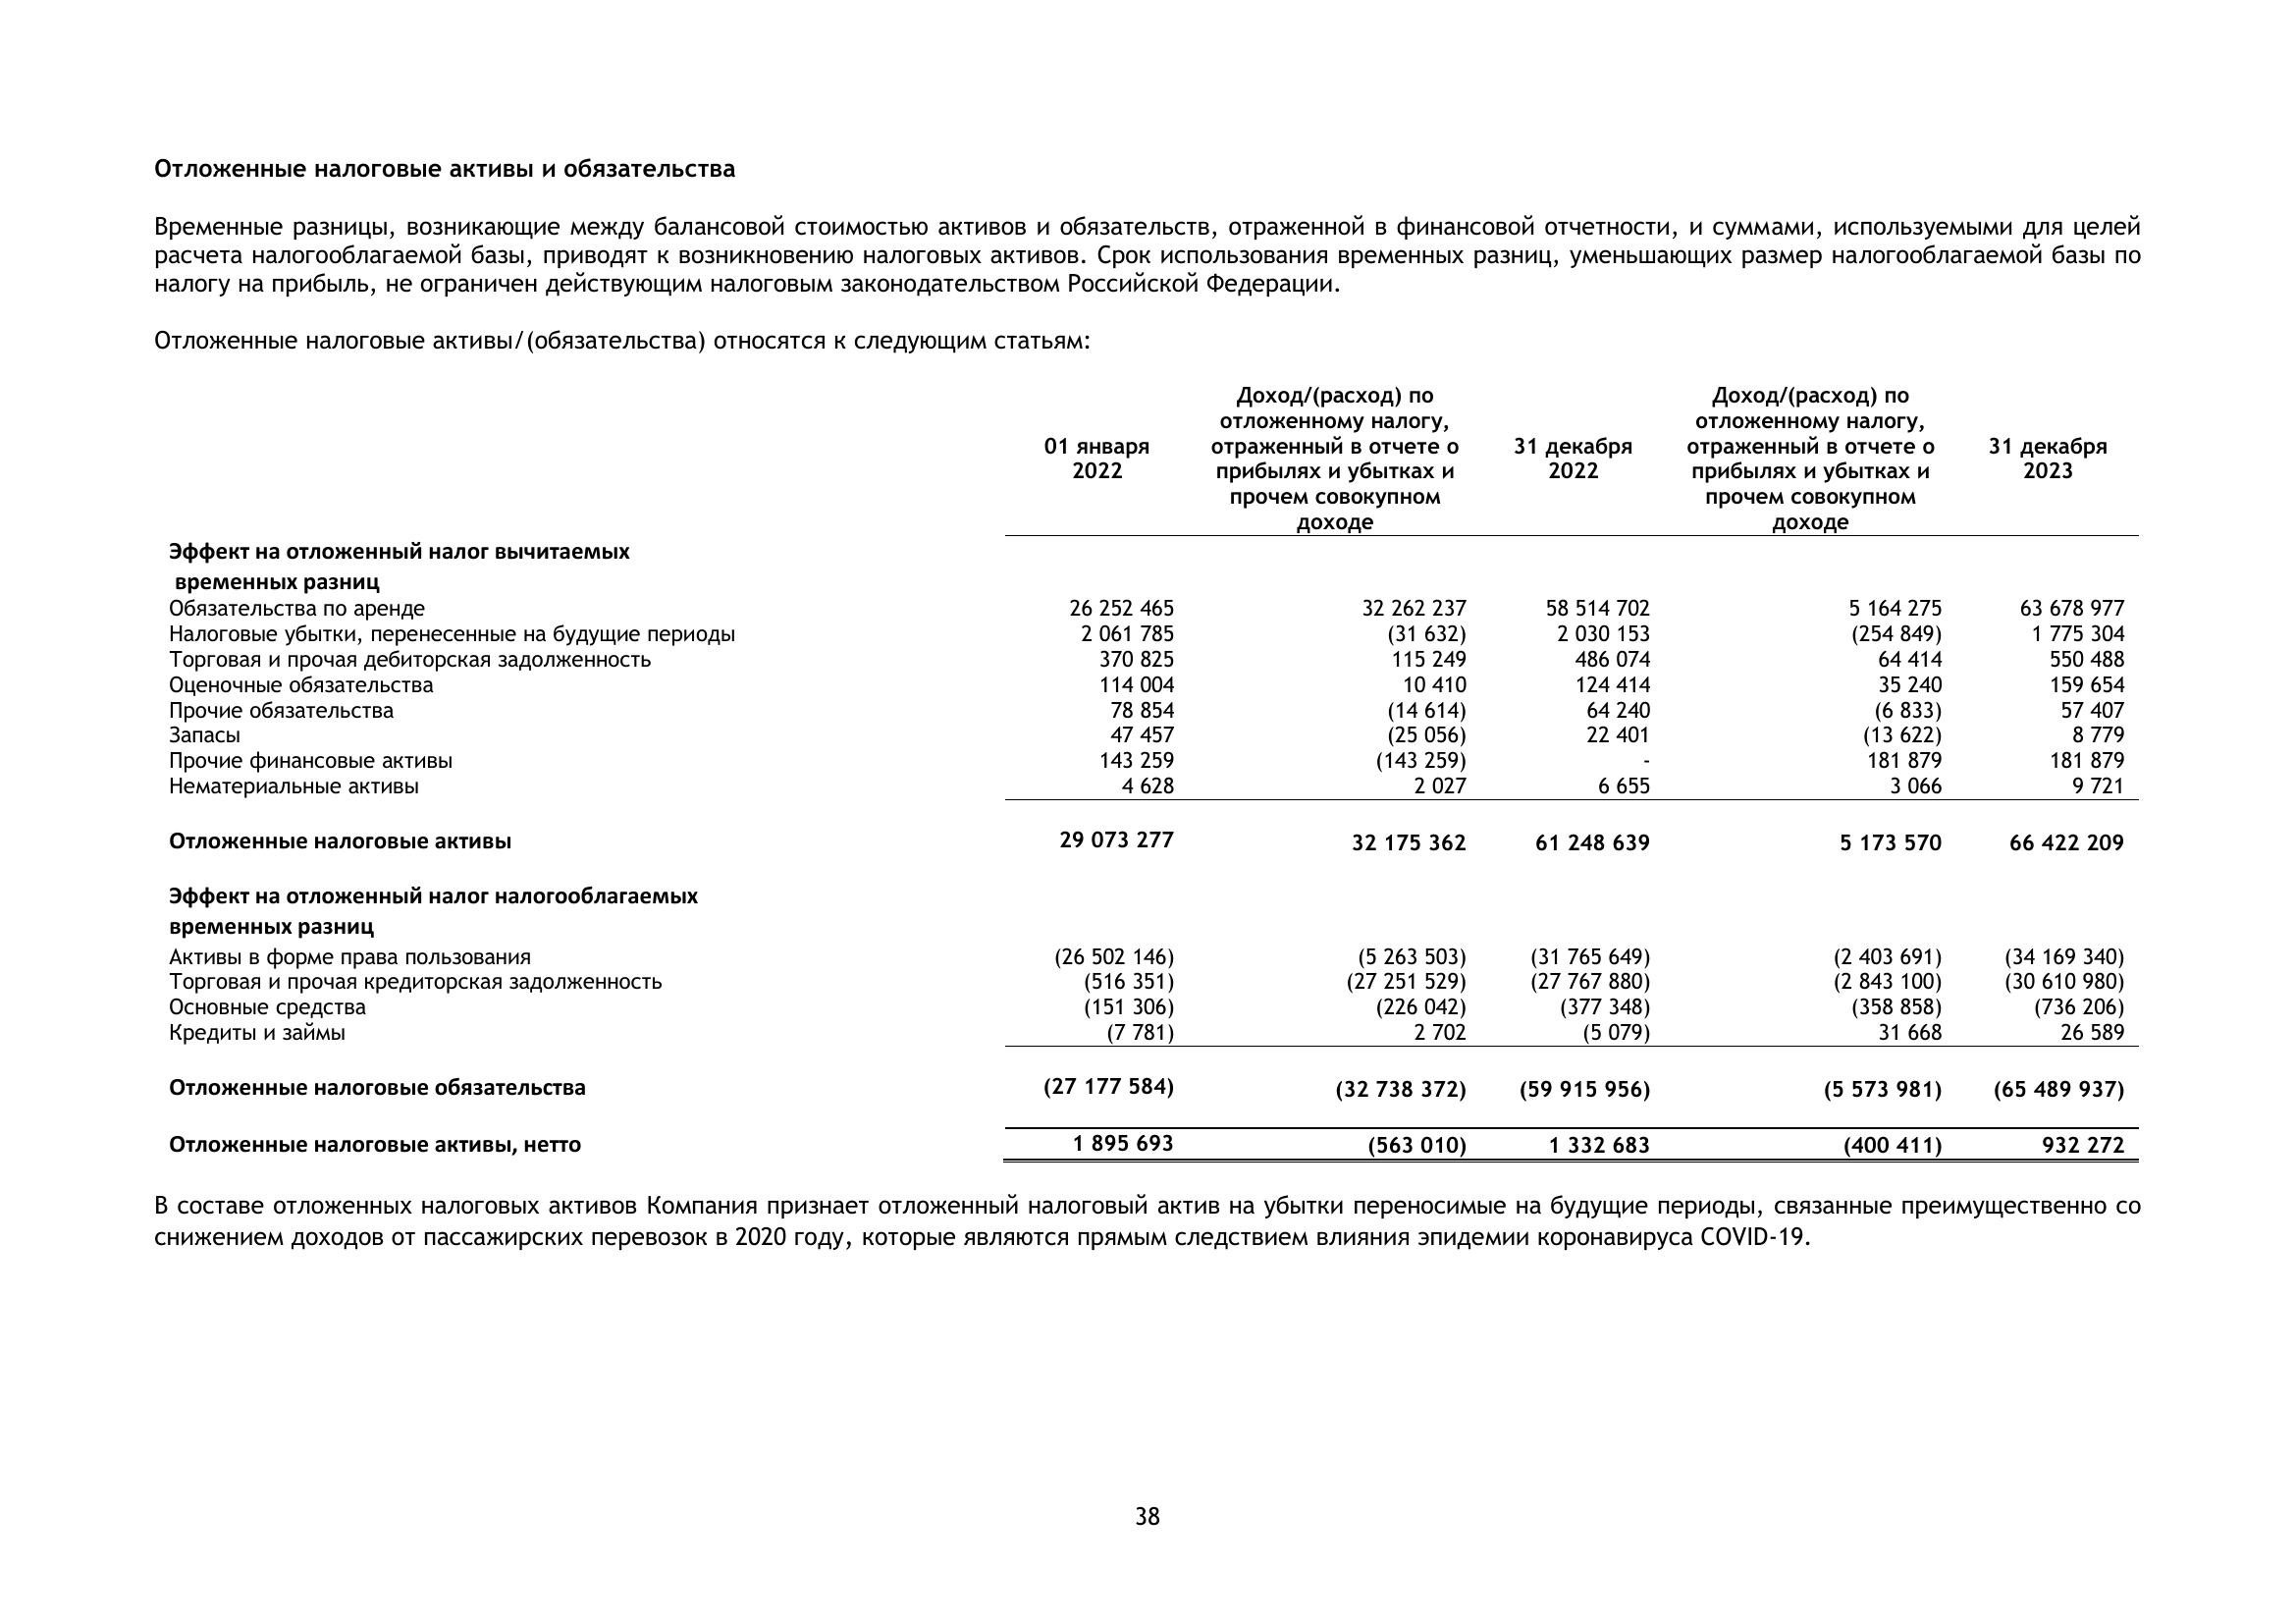 Отложенные налоговые активы и обязательства
Временные разницы, возникающие между балансовой стоимостью активов и обязательств, отраженной в финансовой отчетности, и суммами, используемыми для целей
расчета налогооблагаемой базы, приводят к возникновению налоговых активов. Срок использования временных разниц, уменьшающих размер налогооблагаемой базы по
налогу на прибыль, не ограничен действующим налоговым законодательством Российской Федерации.
Отложенные налоговые активы/(обязательства) относятся к следующим статьям:
01 января 2022 | Доход/(расход) по отложенному налогу, отраженный в отчете о прибылях и убытках и прочем совокупном доходе | 31 декабря 2022 | Доход/(расход) по отложенному налогу, отраженный в отчете о прибылях и убытках и прочем совокупном доходе | 31 декабря 2023
Эффект на отложенный налог вычитаемых
временных разниц
Обязательства по аренде 26 252 465 32 262 237 58 514 702 5 164 275 63 678 977
Налоговые убытки, перенесенные на будущие периоды 2 061 785 (31 632) 2 030 153 (254 849) 1 775 304
Торговая и прочая дебиторская задолженность 370 825 115 249 486 074 64 414 550 488
Оценочные обязательства 114 004 10 410 124 414 35 240 159 654
Прочие обязательства 78 854 (14 614) 64 240 (6 833) 57 407
Запасы 47 457 (25 056) 22 401 (13 622) 8 779
Прочие финансовые активы 143 259 (143 259) - 181 879 181 879
Нематериальные активы 4 628 2 027 6 655 3 066 9 721
Отложенные налоговые активы 29 073 277 32 175 362 61 248 639 5 173 570 66 422 209
Эффект на отложенный налог налогооблагаемых
временных разниц
Активы в форме права пользования (26 502 146) (5 263 503) (31 765 649) (2 403 691) (34 169 340)
Торговая и прочая кредиторская задолженность (516 351) (27 251 529) (27 767 880) (2 843 100) (30 610 980)
Основные средства (151 306) (226 042) (377 348) (358 858) (736 206)
Кредиты и займы (7 781) 2 702 (5 079) 31 668 26 589
Отложенные налоговые обязательства (27 177 584) (32 738 372) (59 915 956) (5 573 981) (65 489 937)
Отложенные налоговые активы, нетто 1 895 693 (563 010) 1 332 683 (400 411) 932 272
В составе отложенных налоговых активов Компания признает отложенный налоговый актив на убытки переносимые на будущие периоды, связанные преимущественно со
снижением доходов от пассажирских перевозок в 2020 году, которые являются прямым следствием влияния эпидемии коронавируса COVID-19.
38